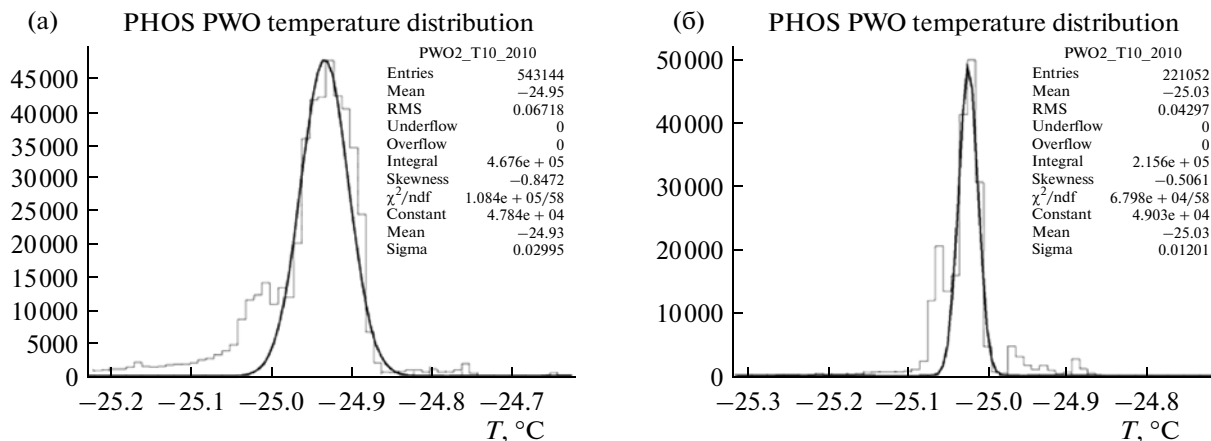 (а) PHOS PWO temperature distribution
PWO2_T10_2010
Entries 543144
Mean −24.95
RMS 0.06718
Underflow 0
Overflow 0
Integral 4.676e + 05
Skewness −0.8472
χ²/ndf 1.084e + 05/58
Constant 4.784e + 04
Mean −24.93
Sigma 0.02995
45000
40000
35000
30000
25000
20000
15000
10000
5000
0
−25.2 −25.1 −25.0 −24.9 −24.8 −24.7
T, °C
(б) PHOS PWO temperature distribution
PWO2_T10_2010
Entries 221052
Mean −25.03
RMS 0.04297
Underflow 0
Overflow 0
Integral 2.156e + 05
Skewness −0.5061
χ²/ndf 6.798e + 04/58
Constant 4.903e + 04
Mean −25.03
Sigma 0.01201
50000
40000
30000
20000
10000
0
−25.3 −25.2 −25.1 −25.0 −24.9 −24.8
T, °C